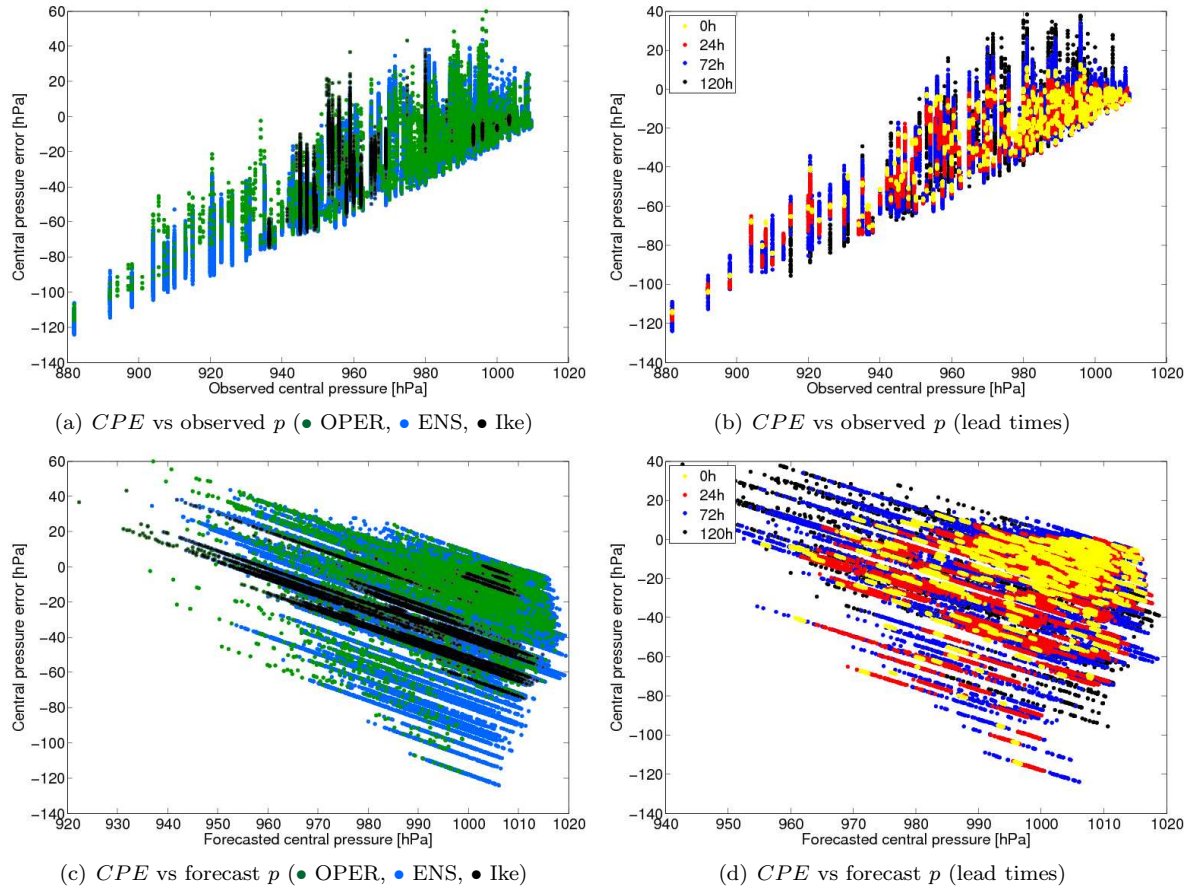 60
40
20
0
−20
−40
−60
−80
−100
−120
−140
Central pressure error [hPa]
880 900 920 940 960 980 1000 1020
Observed central pressure [hPa]
(a) CPE vs observed p (● OPER, ● ENS, ● Ike)
40
20
0
−20
−40
−60
−80
−100
−120
−140
Central pressure error [hPa]
0h
24h
72h
120h
880 900 920 940 960 980 1000 1020
Observed central pressure [hPa]
(b) CPE vs observed p (lead times)
60
40
20
0
−20
−40
−60
−80
−100
−120
−140
Central pressure error [hPa]
920 930 940 950 960 970 980 990 1000 1010 1020
Forecasted central pressure [hPa]
(c) CPE vs forecast p (● OPER, ● ENS, ● Ike)
40
20
0
−20
−40
−60
−80
−100
−120
−140
Central pressure error [hPa]
0h
24h
72h
120h
940 950 960 970 980 990 1000 1010 1020
Forecasted central pressure [hPa]
(d) CPE vs forecast p (lead times)